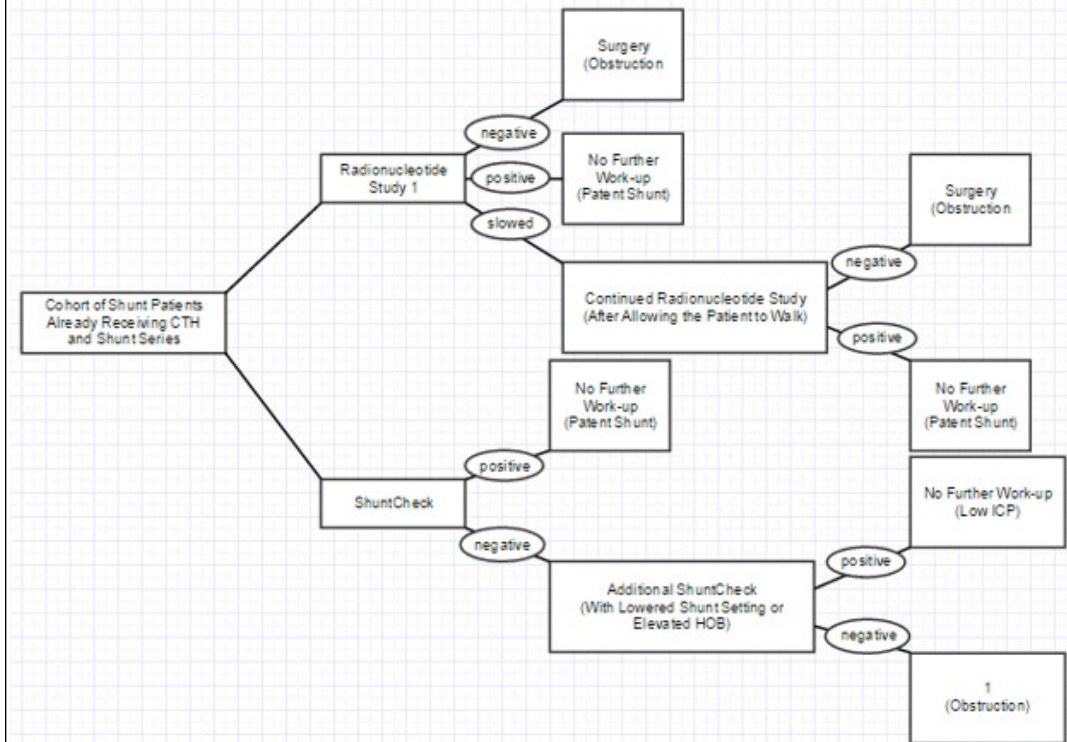 Surgery
(Obstruction
negative
Radionucleotide
Study 1
positive
No Further
Work-up
(Patent Shunt)
slowed
Surgery
(Obstruction
negative
Cohort of Shunt Patients
Already Receiving CTH
and Shunt Series
Continued Radionucleotide Study
(After Allowing the Patient to Walk)
positive
No Further
Work-up
(Patent Shunt)
No Further
Work-up
(Patent Shunt)
positive
ShuntCheck
negative
No Further Work-up
(Low ICP)
positive
Additional ShuntCheck
(With Lowered Shunt Setting or
Elevated HOB)
negative
1
(Obstruction)